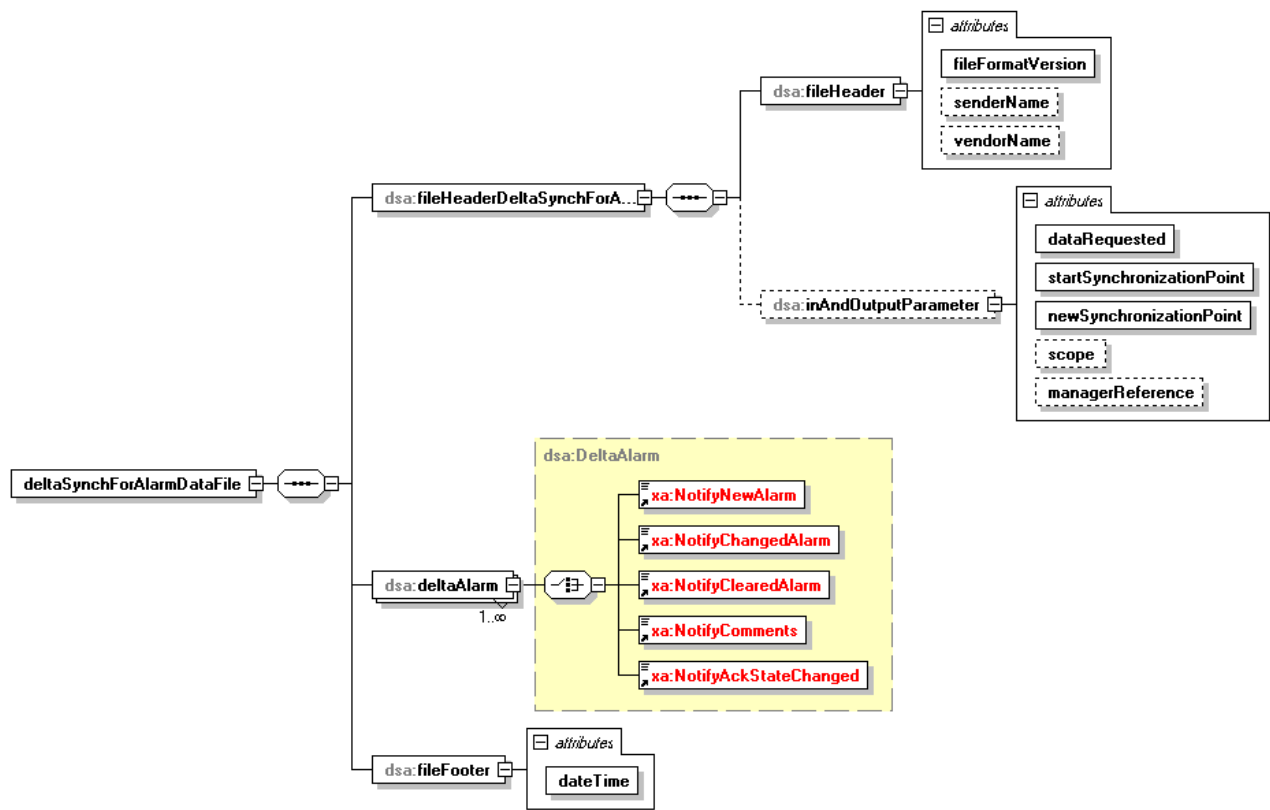 attributes
fileFormatVersion
dsa:fileHeader
senderName
vendorName
dsa:fileHeaderDeltaSynchForA...
attributes
dataRequested
startSynchronizationPoint
dsa:inAndOutputParameter
newSynchronizationPoint
scope
managerReference
dsa:DeltaAlarm
deltaSynchForAlarmDataFile
xa:NotifyNewAlarm
xa:NotifyChangedAlarm
dsa:deltaAlarm
1..∞
xa:NotifyClearedAlarm
xa:NotifyComments
xa:NotifyAckStateChanged
attributes
dsa:fileFooter
dateTime